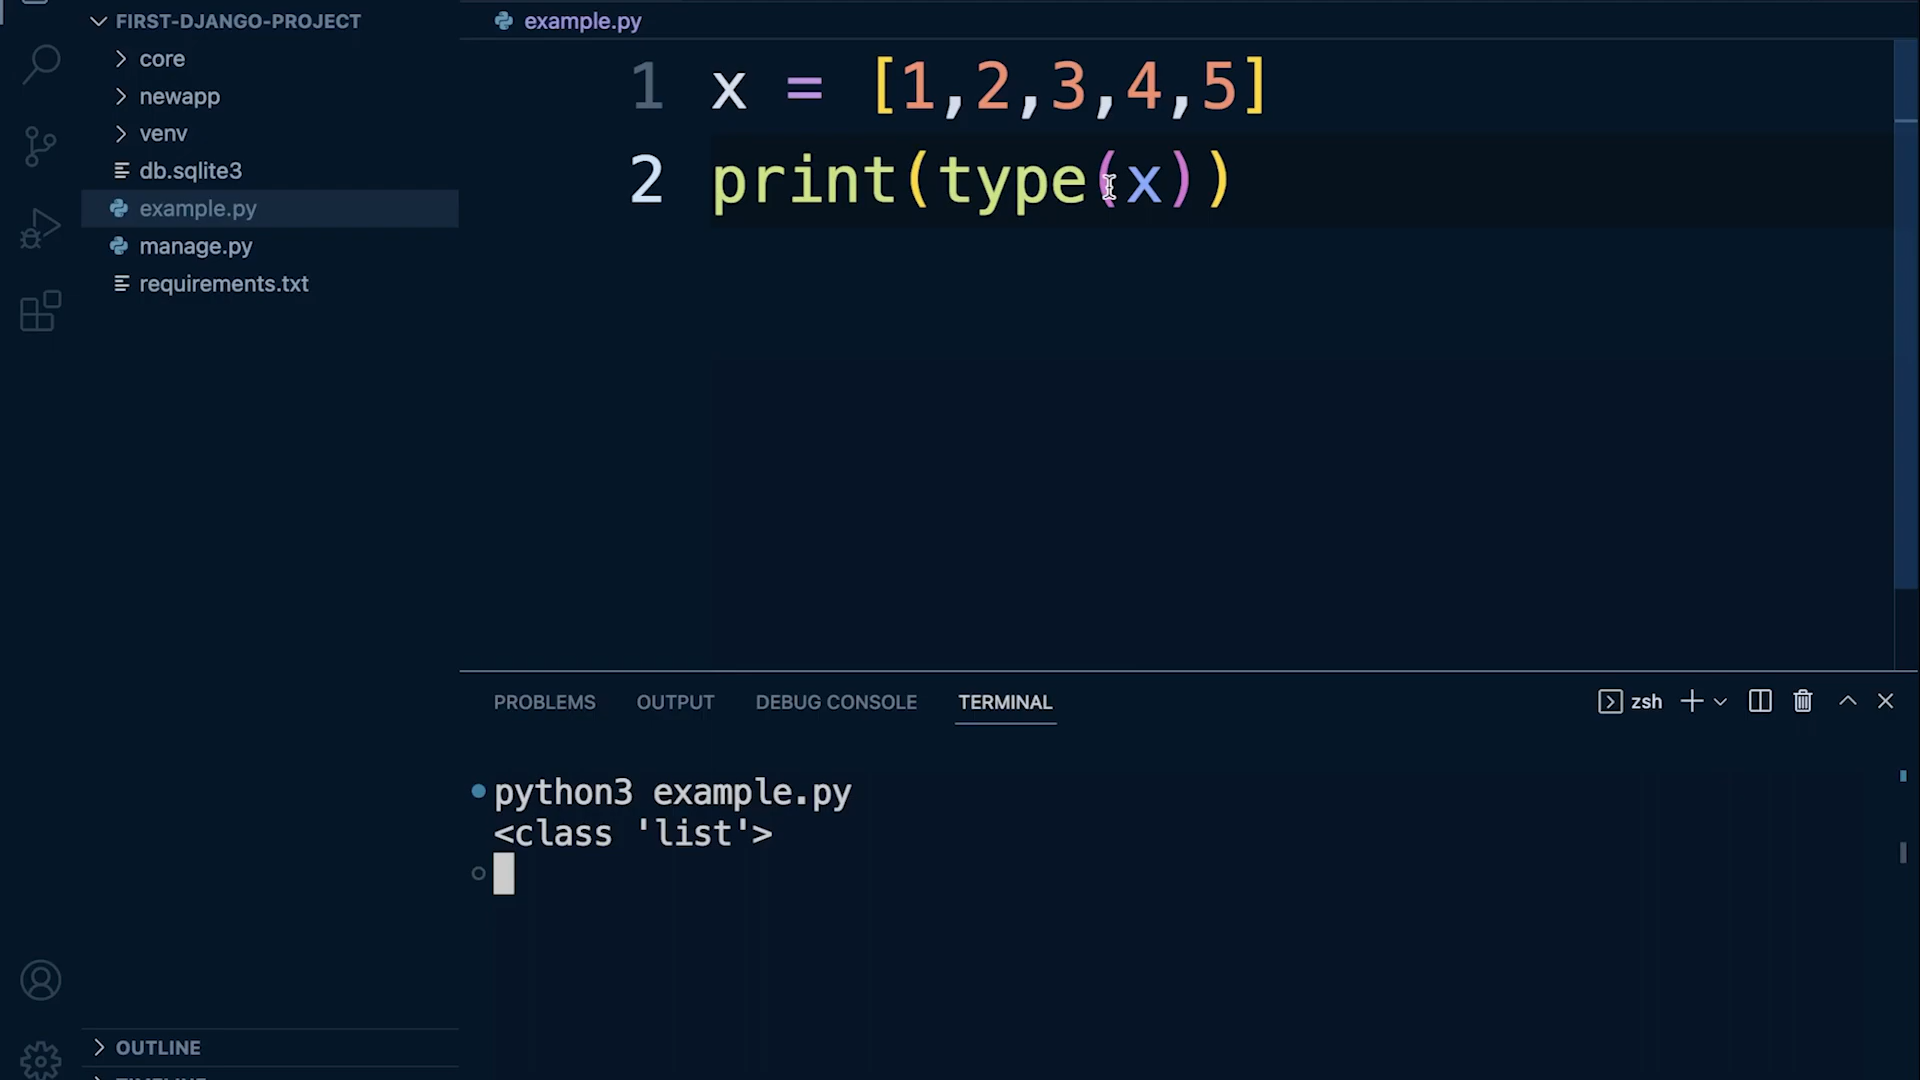 FIRST-DJANGO-PROJECT
core
newapp
venv
db.sqlite3
example.py
manage.py
requirements.txt
OUTLINE
example.py
1 x = [1,2,3,4,5]
2 print(type(x))
PROBLEMS OUTPUT DEBUG CONSOLE TERMINAL zsh
python3 example.py
<class 'list'>